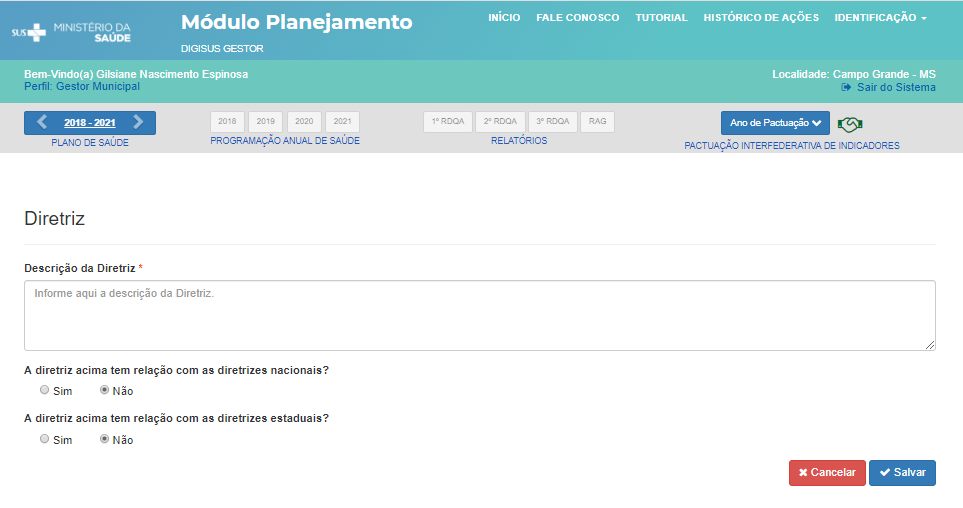 SUS MINISTÉRIO DA SAÚDE
Módulo Planejamento
DIGISUS GESTOR
INÍCIO FALE CONOSCO TUTORIAL HISTÓRICO DE AÇÕES IDENTIFICAÇÃO
Bem-Vindo(a) Gilsiane Nascimento Espinosa
Perfil: Gestor Municipal
Localidade: Campo Grande - MS
Sair do Sistema
2018 - 2021
PLANO DE SAÚDE
2018 2019 2020 2021
PROGRAMAÇÃO ANUAL DE SAÚDE
1º RDQA 2º RDQA 3º RDQA RAG
RELATÓRIOS
Ano de Pactuação
PACTUAÇÃO INTERFEDERATIVA DE INDICADORES
Diretriz
Descrição da Diretriz *
Informe aqui a descrição da Diretriz.
A diretriz acima tem relação com as diretrizes nacionais?
Sim Não
A diretriz acima tem relação com as diretrizes estaduais?
Sim Não
Cancelar Salvar